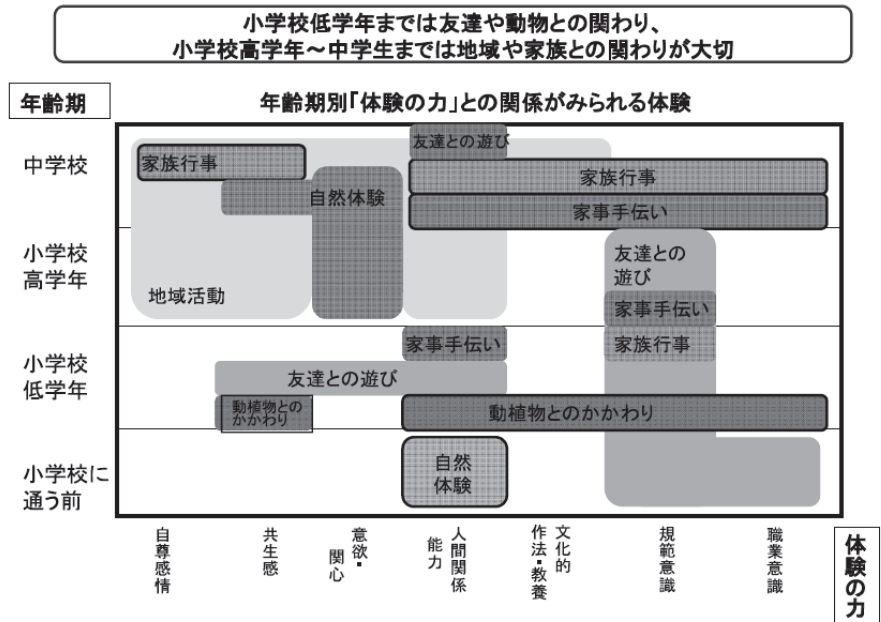 小学校低学年までは友達や動物との関わり、
小学校高学年～中学生までは地域や家族との関わりが大切
年齢期
年齢期別「体験の力」との関係がみられる体験
中学校
友達との遊び
家族行事
家族行事
自然体験
家事手伝い
小学校
高学年
友達との
遊び
地域活動
家事手伝い
小学校
低学年
家事手伝い
家族行事
友達との遊び
動植物との
かかわり
動植物とのかかわり
小学校に
通う前
自然
体験
自尊感情
共生感
意欲・
関心
人間関係
能力
文化的
作法・教養
規範意識
職業意識
体験の力